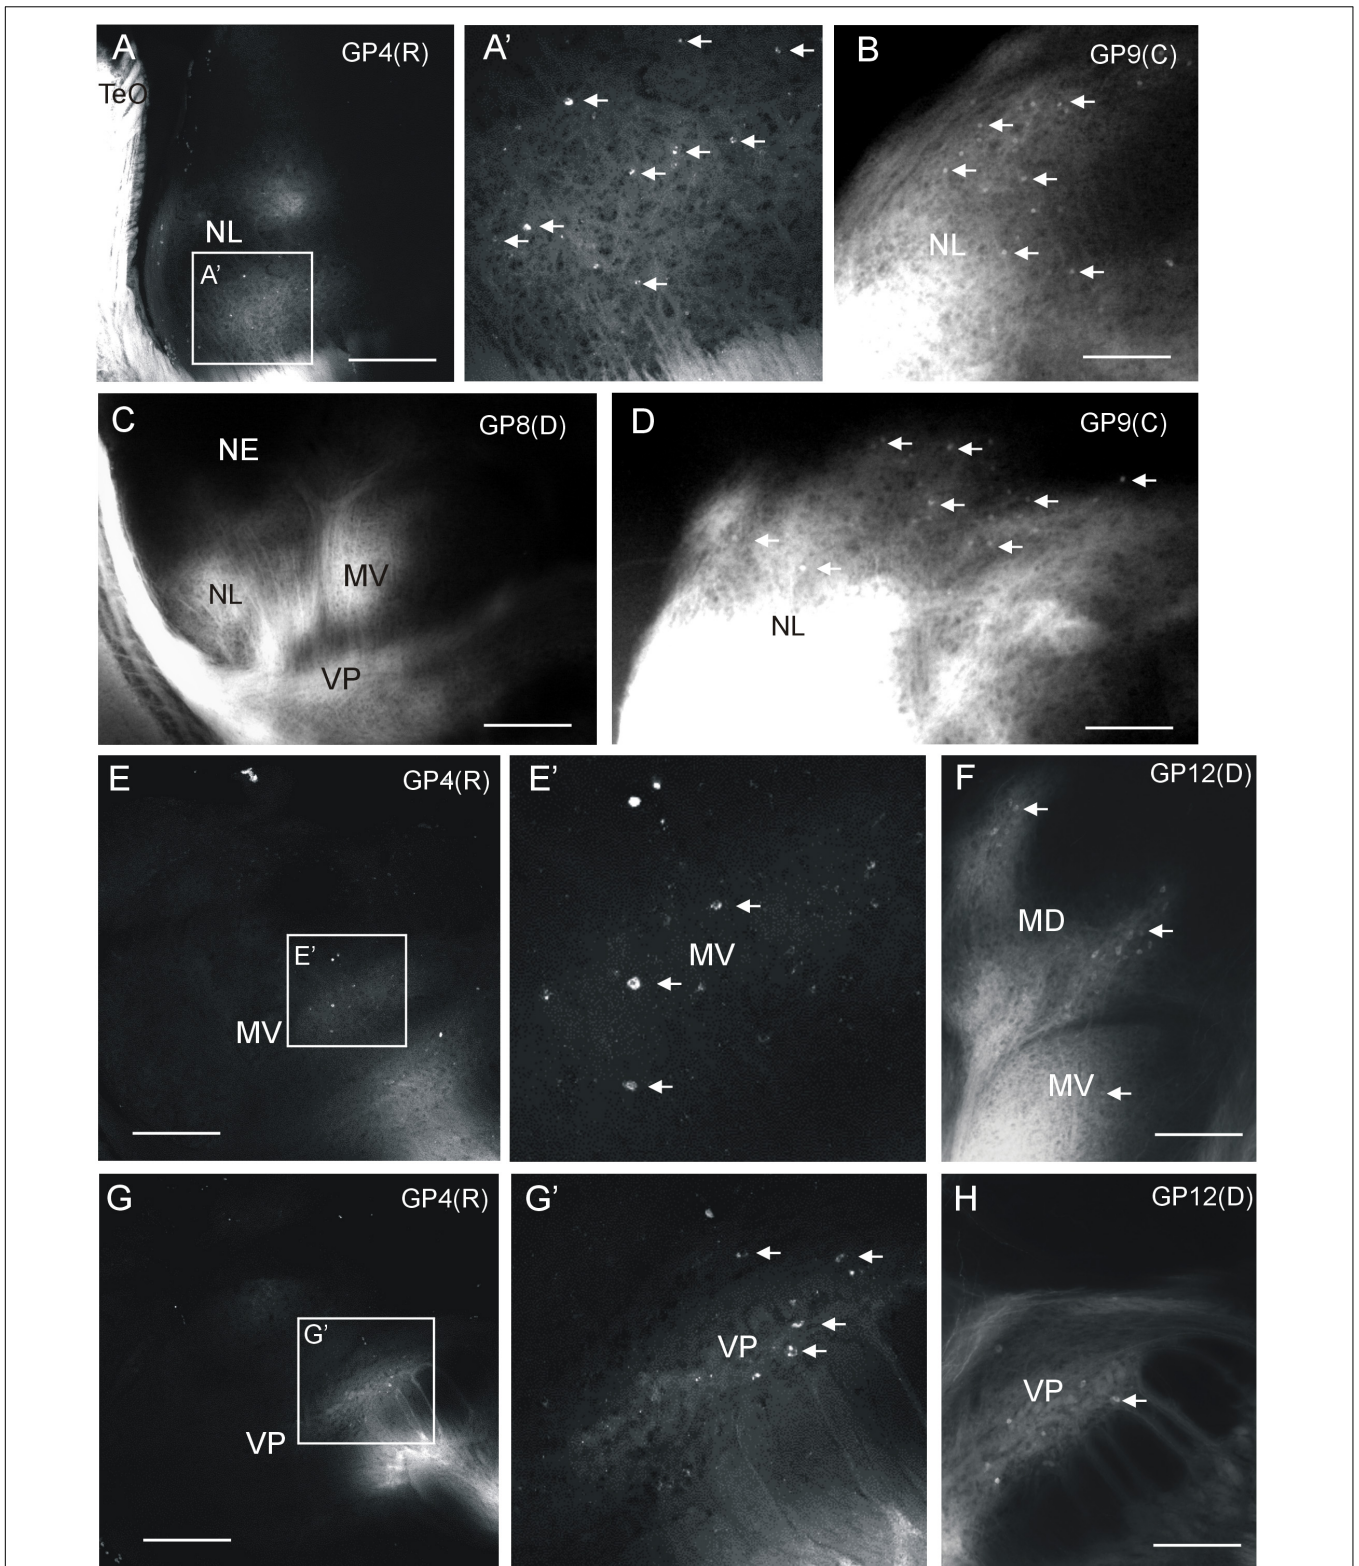 A
GP4(R)
TeO
NL
A’
A’
B
GP9(C)
NL
C
GP8(D)
NE
NL
MV
VP
D
GP9(C)
NL
E
GP4(R)
E’
MV
E’
MV
F
GP12(D)
MD
MV
G
GP4(R)
G’
VP
G’
VP
H
GP12(D)
VP